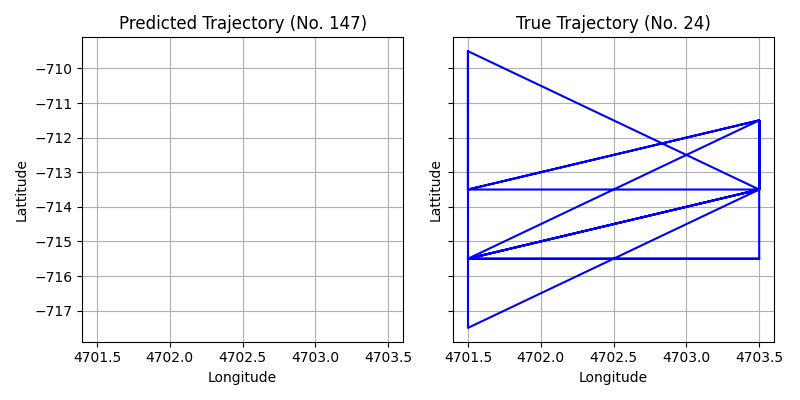 Predicted Trajectory (No. 147)
True Trajectory (No. 24)
−710
−711
−712
−713
−714
−715
−716
−717
Lattitude
Lattitude
4701.5 4702.0 4702.5 4703.0 4703.5
4701.5 4702.0 4702.5 4703.0 4703.5
Longitude
Longitude